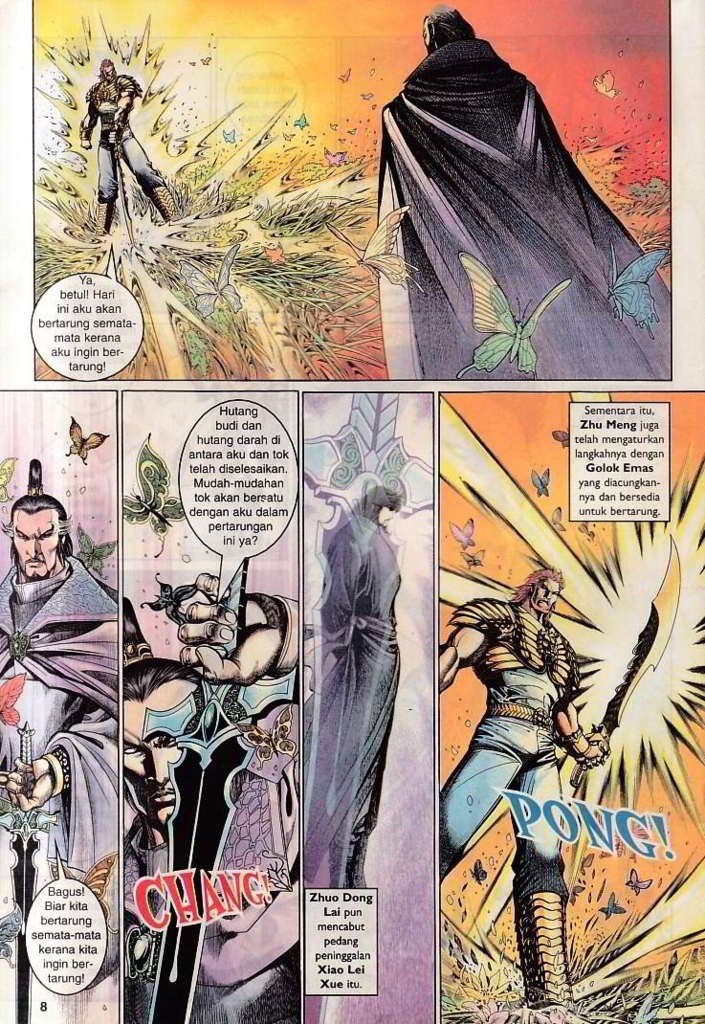 Ya,
betul! Hari
ini aku akan
bertarung semata-
mata kerana
aku ingin ber-
tarung!
Bagus!
Biar kita
bertarung
semata-mata
kerana kita
ingin ber-
tarung!
Hutang
budi dan
hutang darah di
antara aku dan tok
telah diselesaikan.
Mudah-mudahan
tok akan bersatu
dengan aku dalam
pertarungan
ini ya?
CHANG!
Zhuo Dong
Lai pun
mencabut
pedang
peninggalan
Xiao Lei
Xue itu.
Sementara itu,
Zhu Meng juga
telah mengaturkan
langkahnya dengan
Golok Emas
yang diacungkan-
nya dan bersedia
untuk bertarung.
PONG!
8